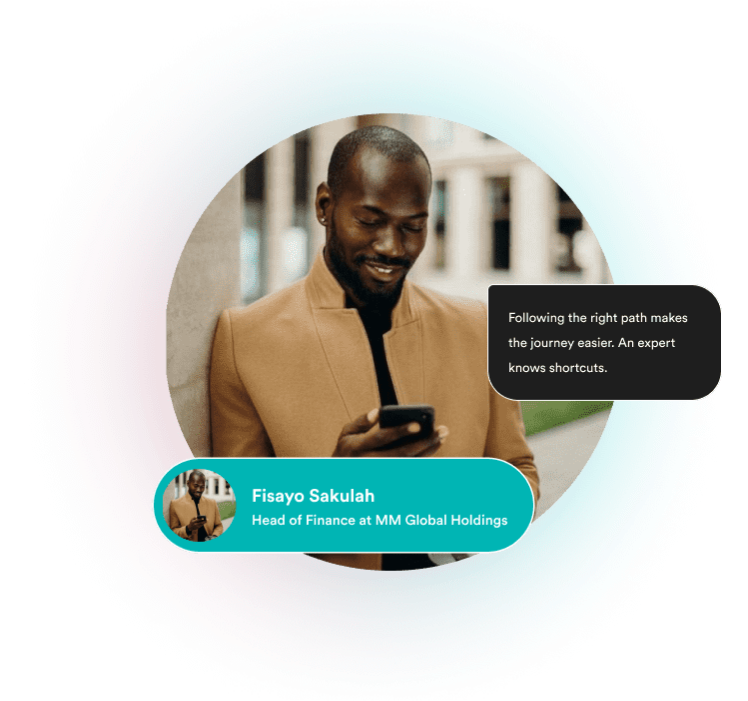 Following the right path makes
the journey easier. An expert
knows shortcuts.
Fisayo Sakulah
Head of Finance at MM Global Holdings